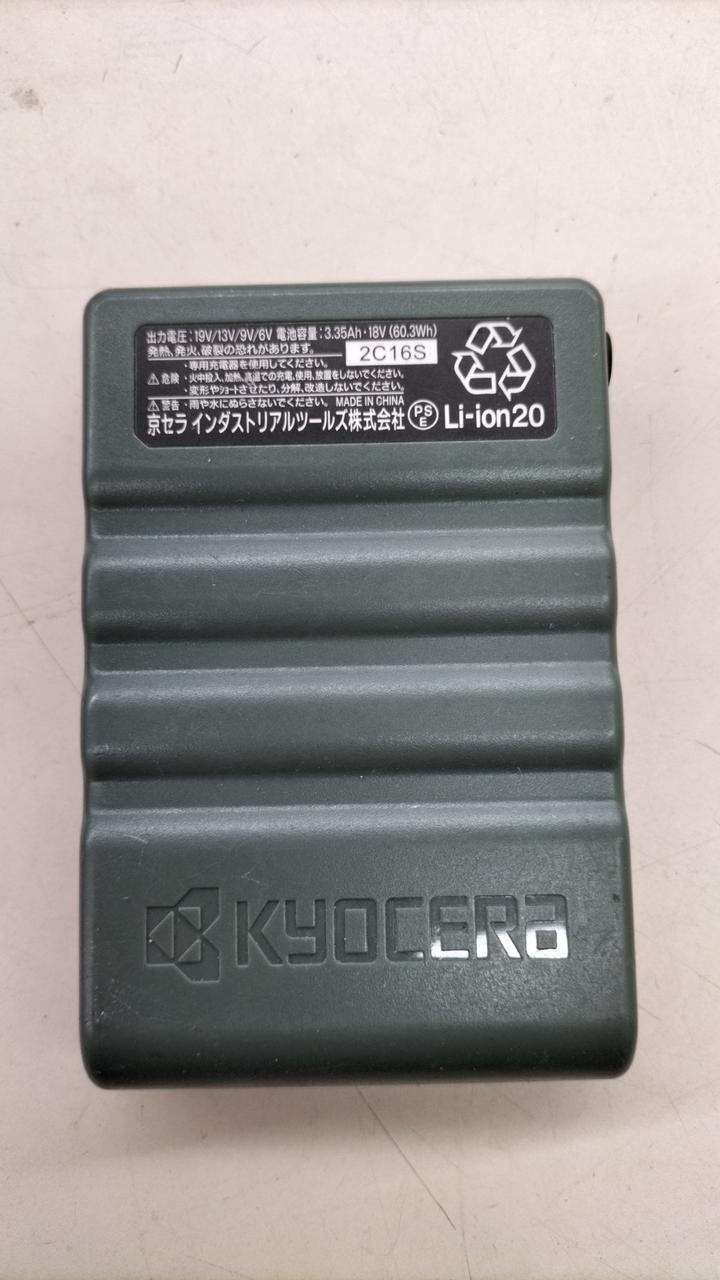 出力電圧：19V/13V/9V/6V 電池容量：3.35Ah・18V (60.3Wh)
発熱、発火、破裂の恐れがあります。
2C16S
・専用充電器を使用してください。
⚠危険 ・火中投入、加熱、高温での充電、使用、放置をしないでください。
・変形やショートさせたり、分解、改造しないでください。
⚠警告 ・雨や水にぬらさないでください。 MADE IN CHINA
京セラ インダストリアルツールズ株式会社 PSE Li-ion20
KYOCERA